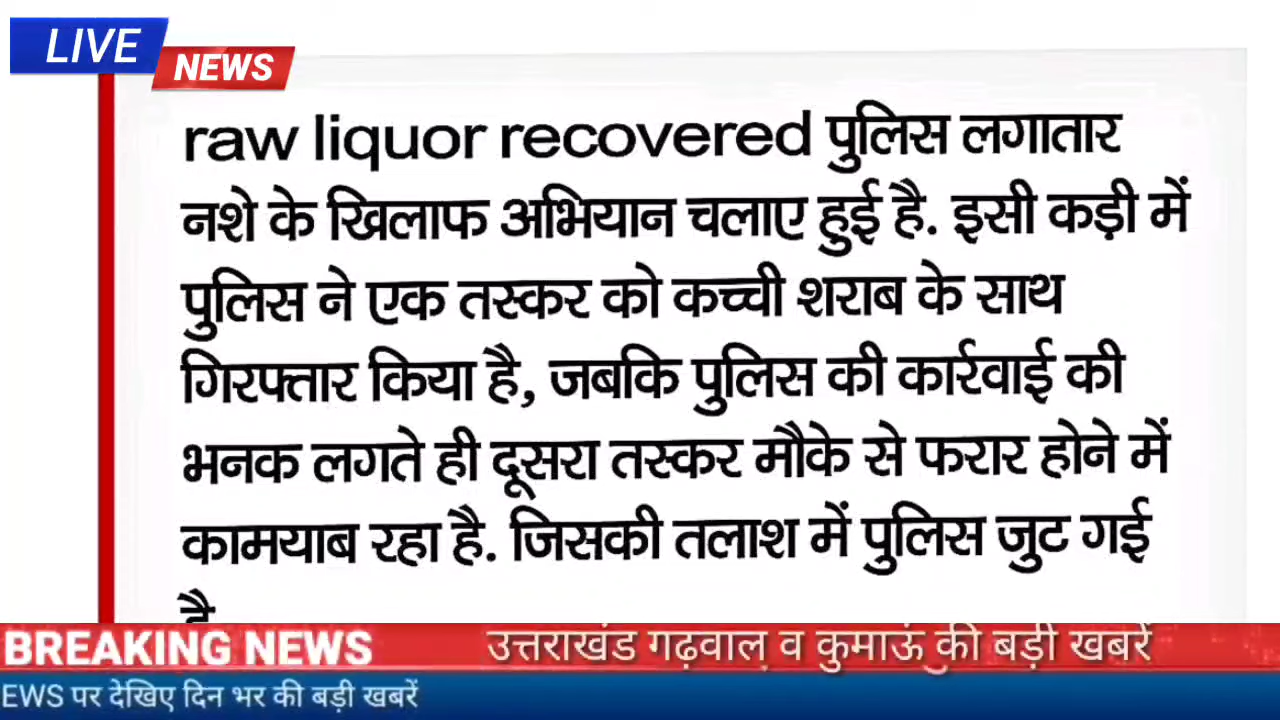 LIVE
NEWS
raw liquor recovered पुलिस लगातार
नशे के खिलाफ अभियान चलाए हुई है. इसी कड़ी में
पुलिस ने एक तस्कर को कच्ची शराब के साथ
गिरफ्तार किया है, जबकि पुलिस की कार्रवाई की
भनक लगते ही दूसरा तस्कर मौके से फरार होने में
कामयाब रहा है. जिसकी तलाश में पुलिस जुट गई
है
BREAKING NEWS उत्तराखंड गढ़वाल व कुमाऊं की बड़ी खबरें
EWS पर देखिए दिन भर की बड़ी खबरें